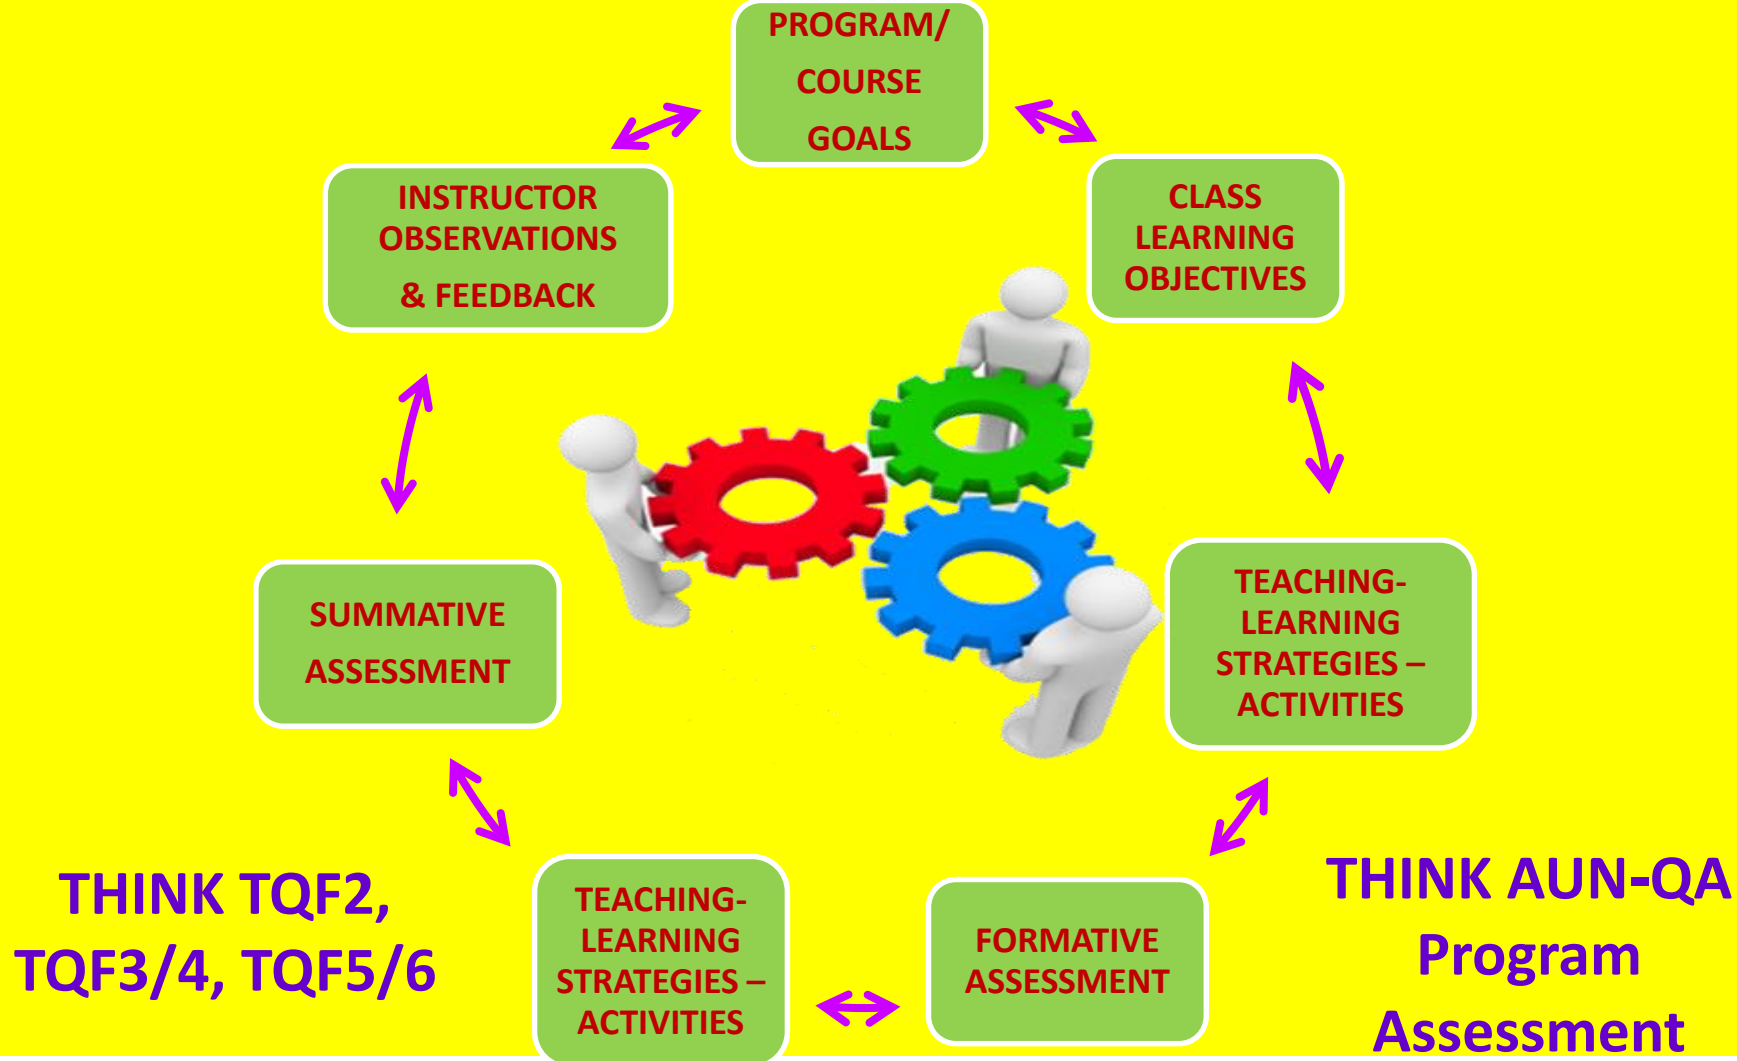 PROGRAM/
COURSE
GOALS
CLASS
LEARNING
OBJECTIVES
TEACHING-
LEARNING
STRATEGIES –
ACTIVITIES
FORMATIVE
ASSESSMENT
TEACHING-
LEARNING
STRATEGIES –
ACTIVITIES
SUMMATIVE
ASSESSMENT
INSTRUCTOR
OBSERVATIONS
& FEEDBACK
THINK TQF2,
TQF3/4, TQF5/6
THINK AUN-QA
Program
Assessment